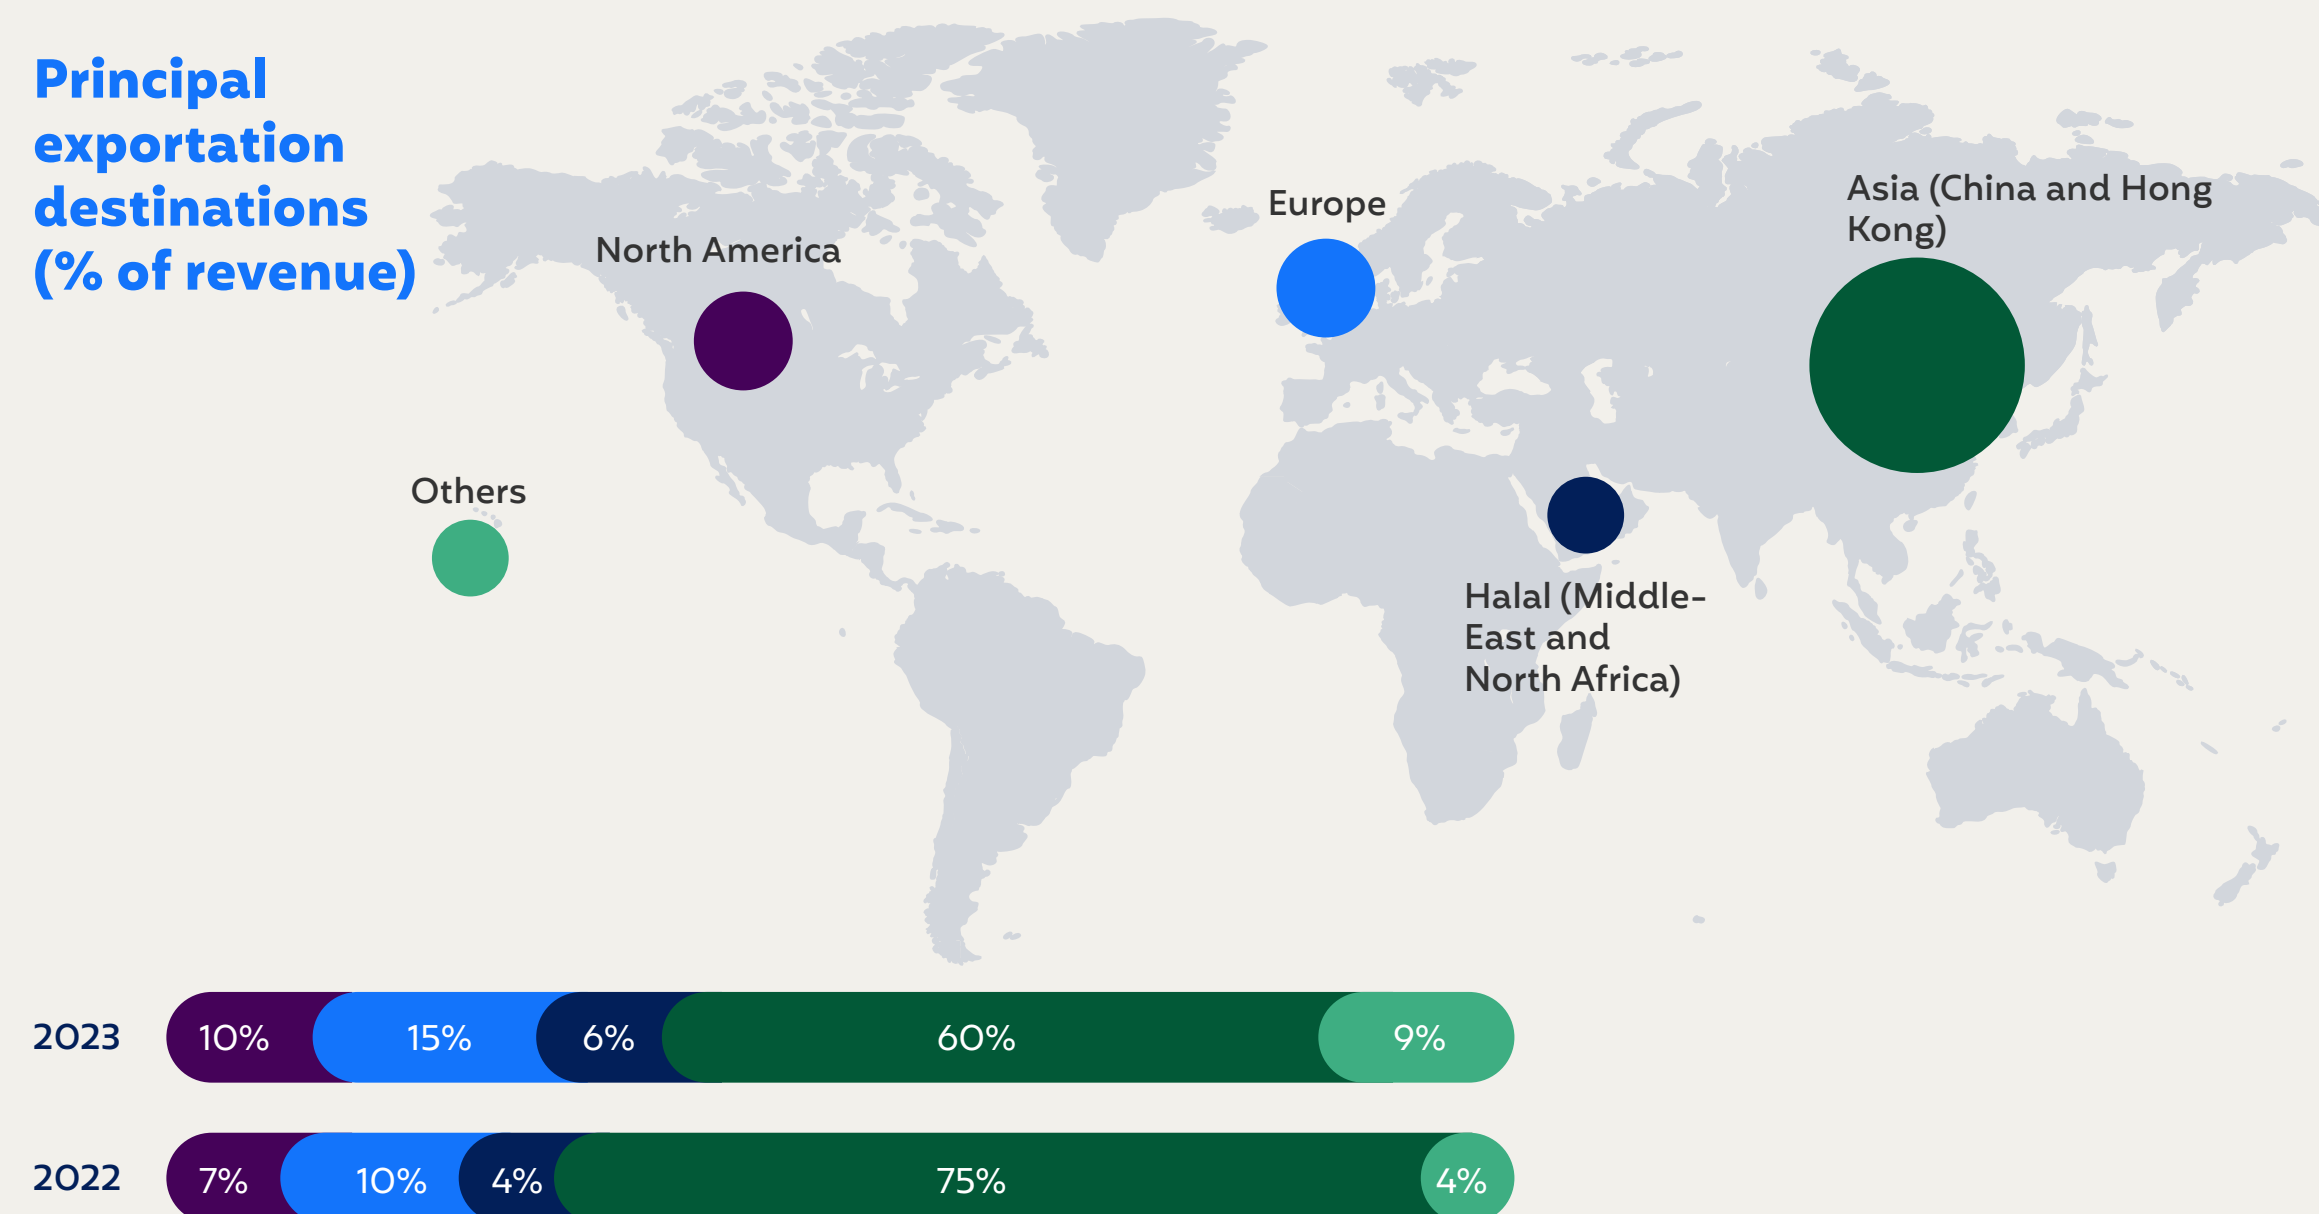 Principal
exportation
destinations
(% of revenue)
North America
Europe
Asia (China and Hong
Kong)
Others
Halal (Middle-
East and
North Africa)
2023 10% 15% 6% 60% 9%
2022 7% 10% 4% 75% 4%